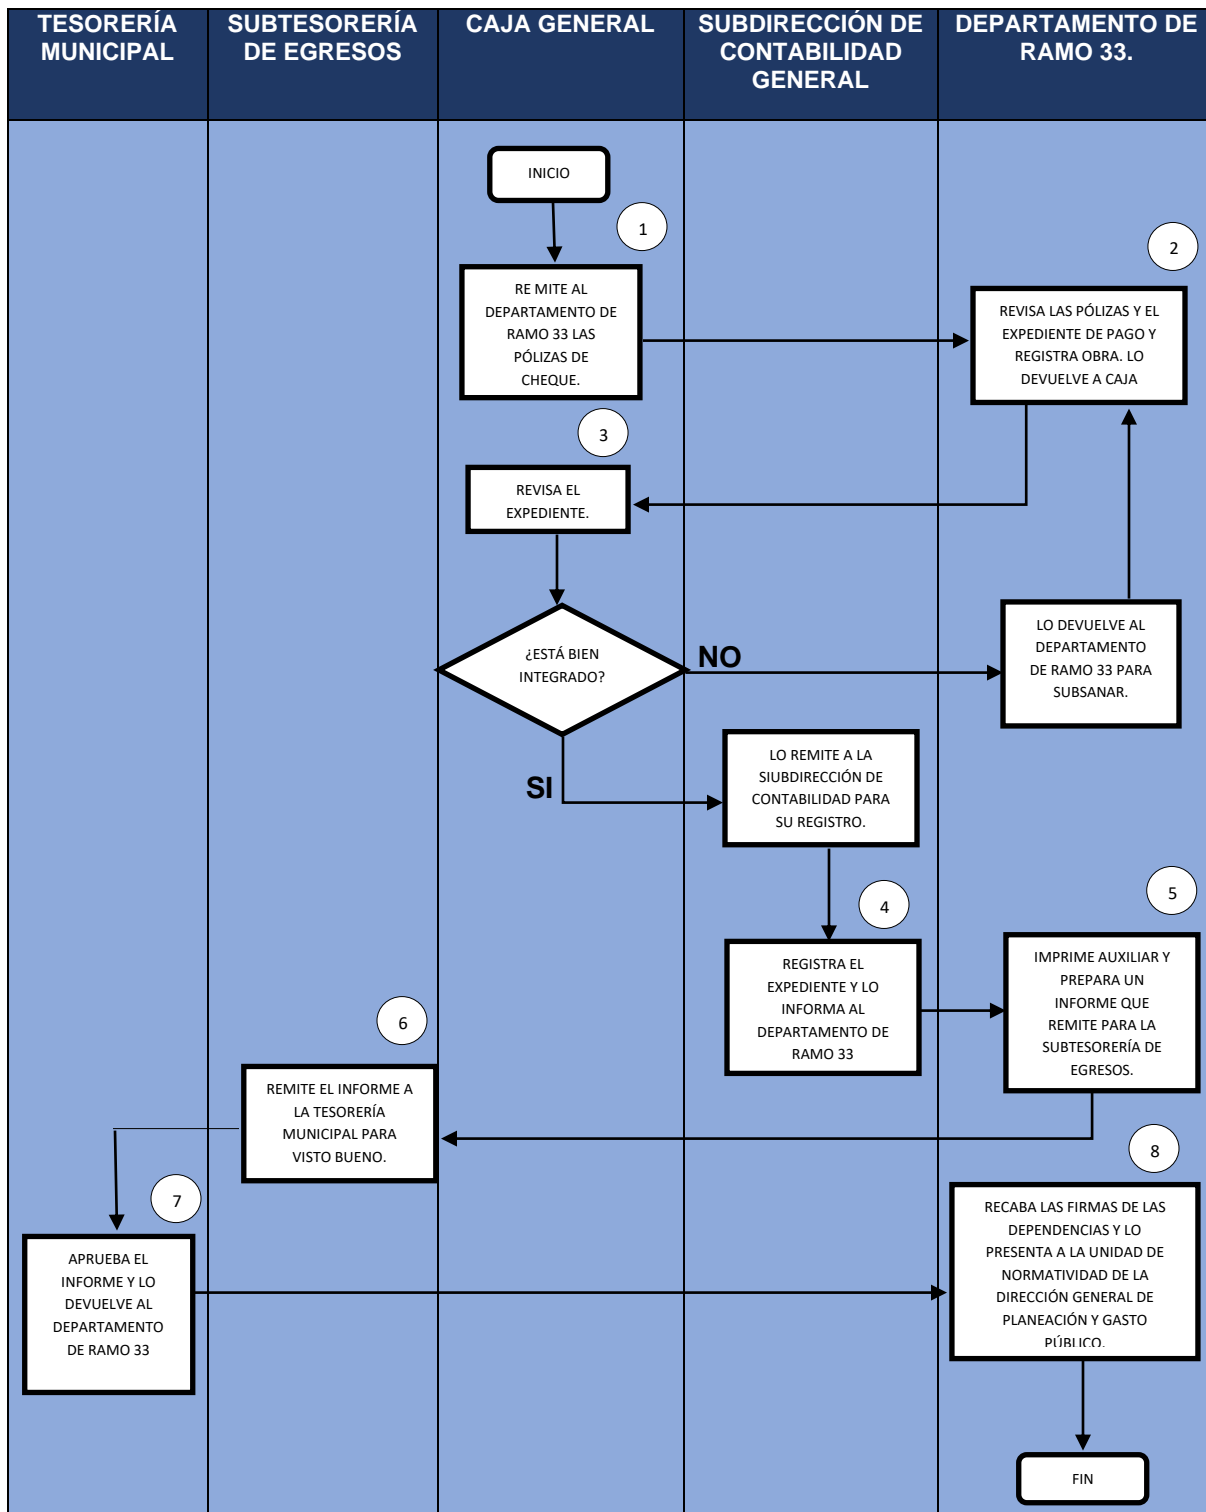 TESORERÍA
MUNICIPAL
SUBTESORERÍA
DE EGRESOS
CAJA GENERAL
SUBDIRECCIÓN DE
CONTABILIDAD
GENERAL
DEPARTAMENTO DE
RAMO 33.
INICIO
1
RE MITE AL
DEPARTAMENTO DE
RAMO 33 LAS
PÓLIZAS DE
CHEQUE.
2
REVISA LAS PÓLIZAS Y EL
EXPEDIENTE DE PAGO Y
REGISTRA OBRA. LO
DEVUELVE A CAJA
3
REVISA EL
EXPEDIENTE.
¿ESTÁ BIEN
INTEGRADO?
NO
LO DEVUELVE AL
DEPARTAMENTO
DE RAMO 33 PARA
SUBSANAR.
SI
LO REMITE A LA
SIUBDIRECCIÓN DE
CONTABILIDAD PARA
SU REGISTRO.
4
REGISTRA EL
EXPEDIENTE Y LO
INFORMA AL
DEPARTAMENTO DE
RAMO 33
5
IMPRIME AUXILIAR Y
PREPARA UN
INFORME QUE
REMITE PARA LA
SUBTESORERÍA DE
EGRESOS.
6
REMITE EL INFORME A
LA TESORERÍA
MUNICIPAL PARA
VISTO BUENO.
7
APRUEBA EL
INFORME Y LO
DEVUELVE AL
DEPARTAMENTO
DE RAMO 33
8
RECABA LAS FIRMAS DE LAS
DEPENDENCIAS Y LO
PRESENTA A LA UNIDAD DE
NORMATIVIDAD DE LA
DIRECCIÓN GENERAL DE
PLANEACIÓN Y GASTO
PÚBLICO.
FIN